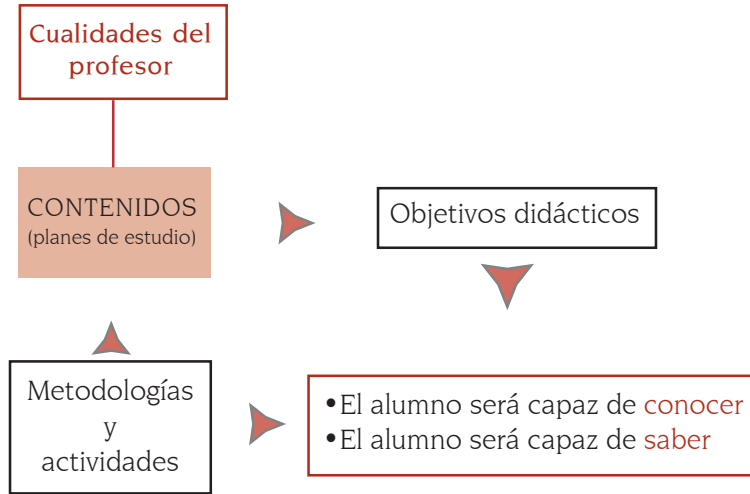 Cualidades del
profesor
CONTENIDOS
(planes de estudio)
Objetivos didácticos
Metodologías
y
actividades
•El alumno será capaz de conocer
•El alumno será capaz de saber